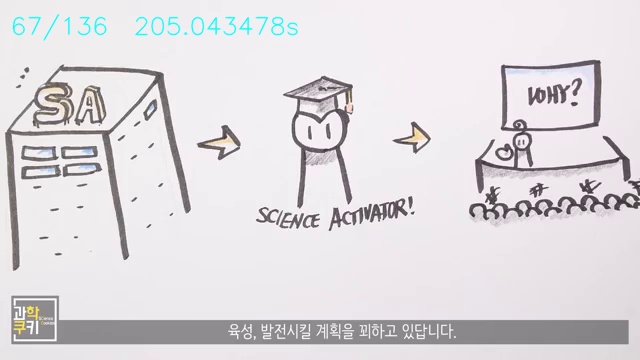 67/136 205.043478s
SA
WHY?
SCIENCE ACTIVATOR!
과학
쿠키
육성, 발전시킬 계획을 꾀하고 있답니다.